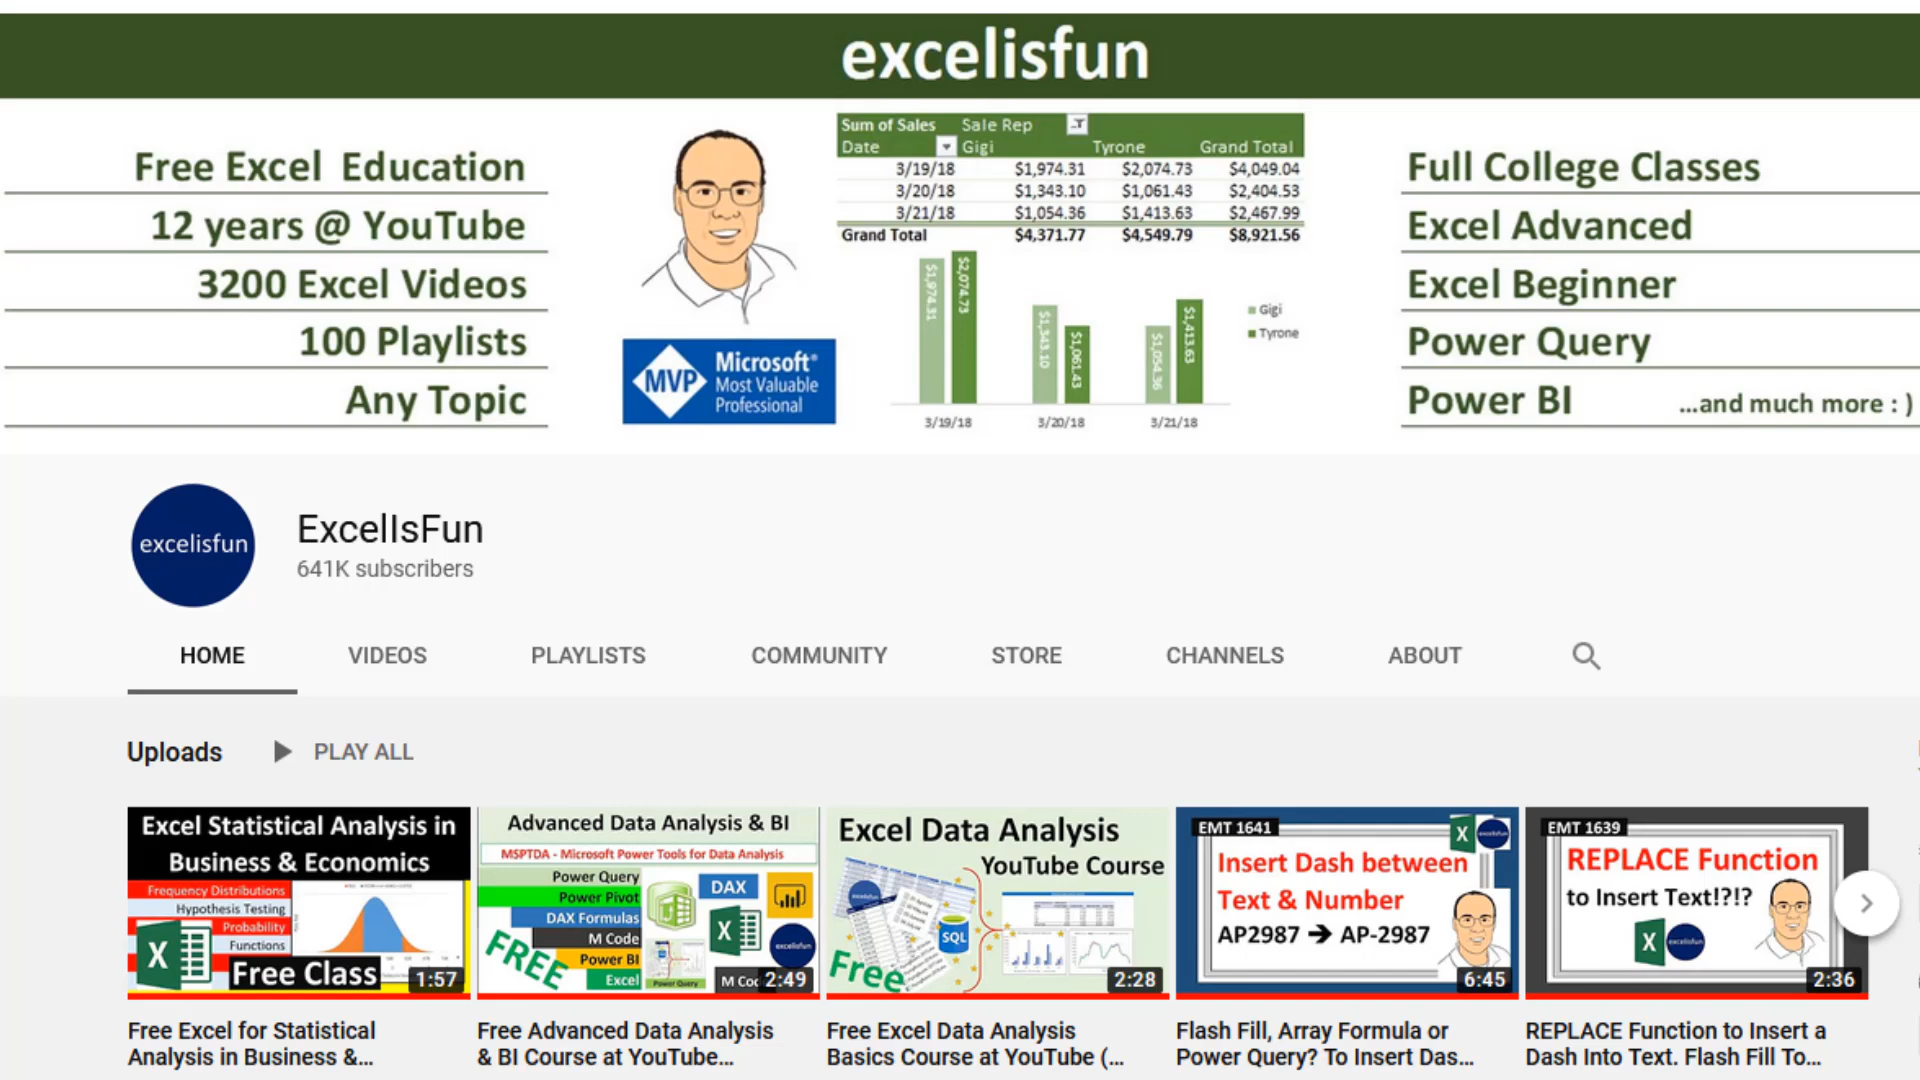 excelisfun
Free Excel Education
12 years @ YouTube
3200 Excel Videos
100 Playlists
Any Topic
MVP
Microsoft®
Most Valuable
Professional
Sum of Sales Sale Rep
Date Gigi Tyrone Grand Total
3/19/18 $1,974.31 $2,074.73 $4,049.04
3/20/18 $1,343.10 $1,061.43 $2,404.53
3/21/18 $1,054.36 $1,413.63 $2,467.99
Grand Total $4,371.77 $4,549.79 $8,921.56
$1,974.31 $2,074.73 $1,343.10 $1,061.43 $1,054.36 $1,413.63
Gigi
Tyrone
3/19/18 3/20/18 3/21/18
Full College Classes
Excel Advanced
Excel Beginner
Power Query
Power BI ...and much more : )
excelisfun
ExcelIsFun
641K subscribers
HOME VIDEOS PLAYLISTS COMMUNITY STORE CHANNELS ABOUT
Uploads PLAY ALL
Excel Statistical Analysis in
Business & Economics
Frequency Distributions
Hypothesis Testing
Probability
Functions
X
Free Class
1:57
Free Excel for Statistical
Analysis in Business &...
Advanced Data Analysis & BI
MSPTDA - Microsoft Power Tools for Data Analysis
Power Query
Power Pivot
DAX Formulas
M Code
Power BI
Excel
FREE
DAX
X
excelisfun
Power Query
M Cod
2:49
Free Advanced Data Analysis
& BI Course at YouTube...
Excel Data Analysis
YouTube Course
SQL
Free
2:28
Free Excel Data Analysis
Basics Course at YouTube (...
EMT 1641
X excelisfun
Insert Dash between
Text & Number
AP2987 → AP-2987
6:45
Flash Fill, Array Formula or
Power Query? To Insert Das...
EMT 1639
REPLACE Function
to Insert Text!?!?
X excelisfun
2:36
REPLACE Function to Insert a
Dash Into Text. Flash Fill To...